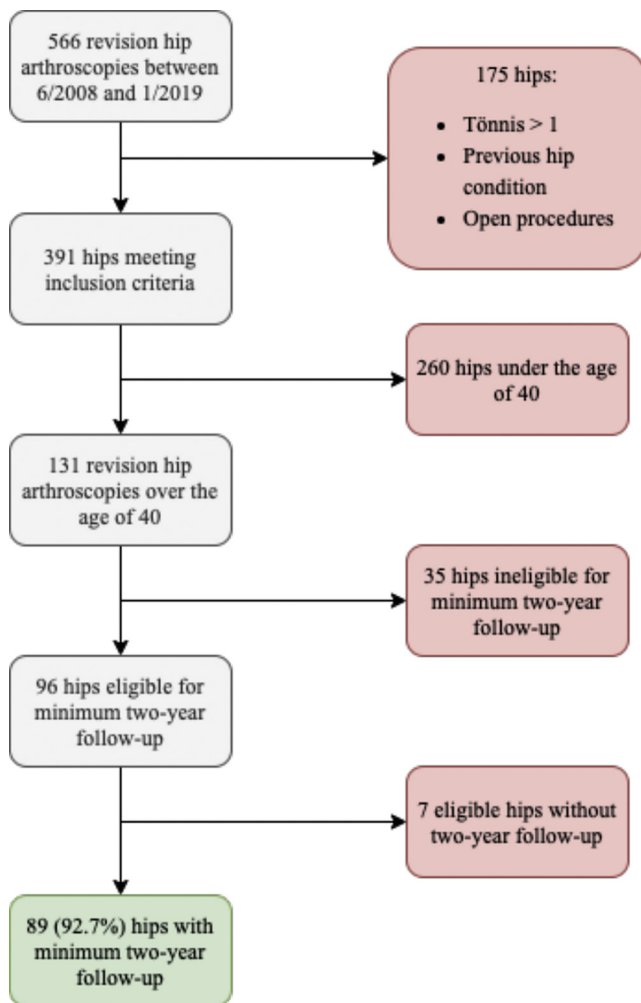 566 revision hip
arthroscopies between
6/2008 and 1/2019
175 hips:
• Tönnis > 1
• Previous hip
condition
• Open procedures
391 hips meeting
inclusion criteria
260 hips under the age
of 40
131 revision hip
arthroscopies over the
age of 40
35 hips ineligible for
minimum two-year
follow-up
96 hips eligible for
minimum two-year
follow-up
7 eligible hips without
two-year follow-up
89 (92.7%) hips with
minimum two-year
follow-up